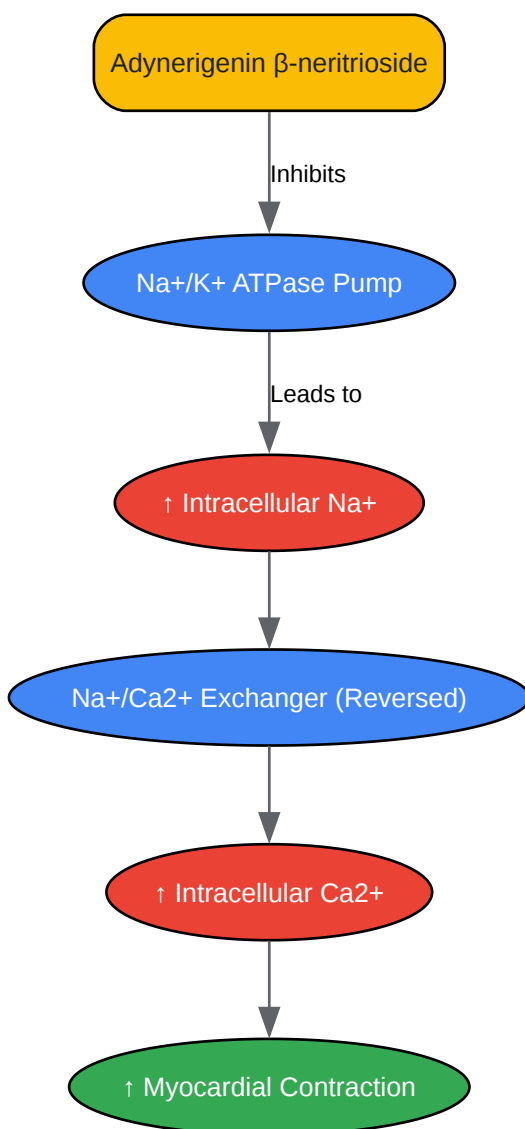 Adynerigenin β-neritrioside
Inhibits
Na+/K+ ATPase Pump
Leads to
↑ Intracellular Na+
Na+/Ca2+ Exchanger (Reversed)
↑ Intracellular Ca2+
↑ Myocardial Contraction